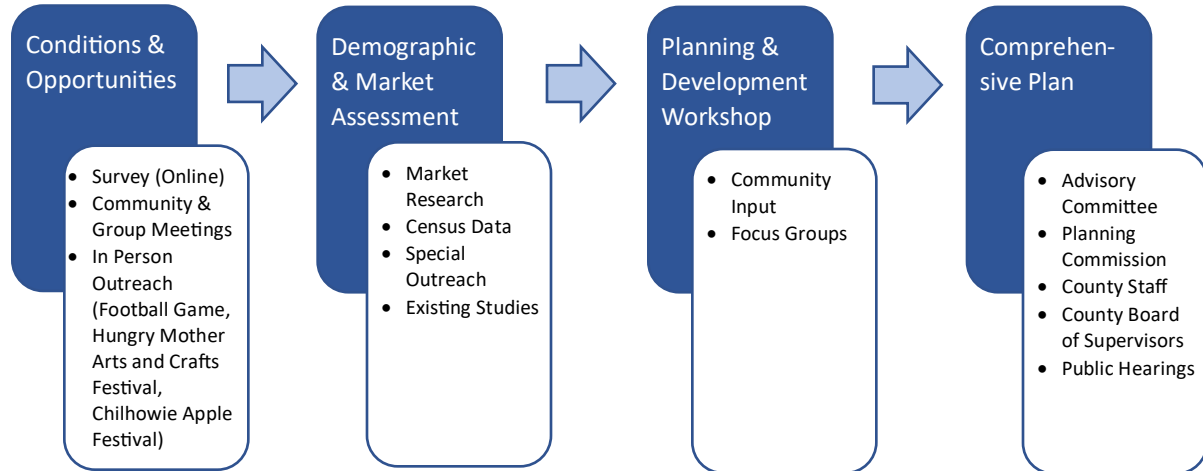 Conditions &
Opportunities
• Survey (Online)
• Community &
Group Meetings
• In Person
Outreach
(Football Game,
Hungry Mother
Arts and Crafts
Festival,
Chilhowie Apple
Festival)
Demographic
& Market
Assessment
• Market
Research
• Census Data
• Special
Outreach
• Existing Studies
Planning &
Development
Workshop
• Community
Input
• Focus Groups
Comprehen-
sive Plan
• Advisory
Committee
• Planning
Commission
• County Staff
• County Board
of Supervisors
• Public Hearings